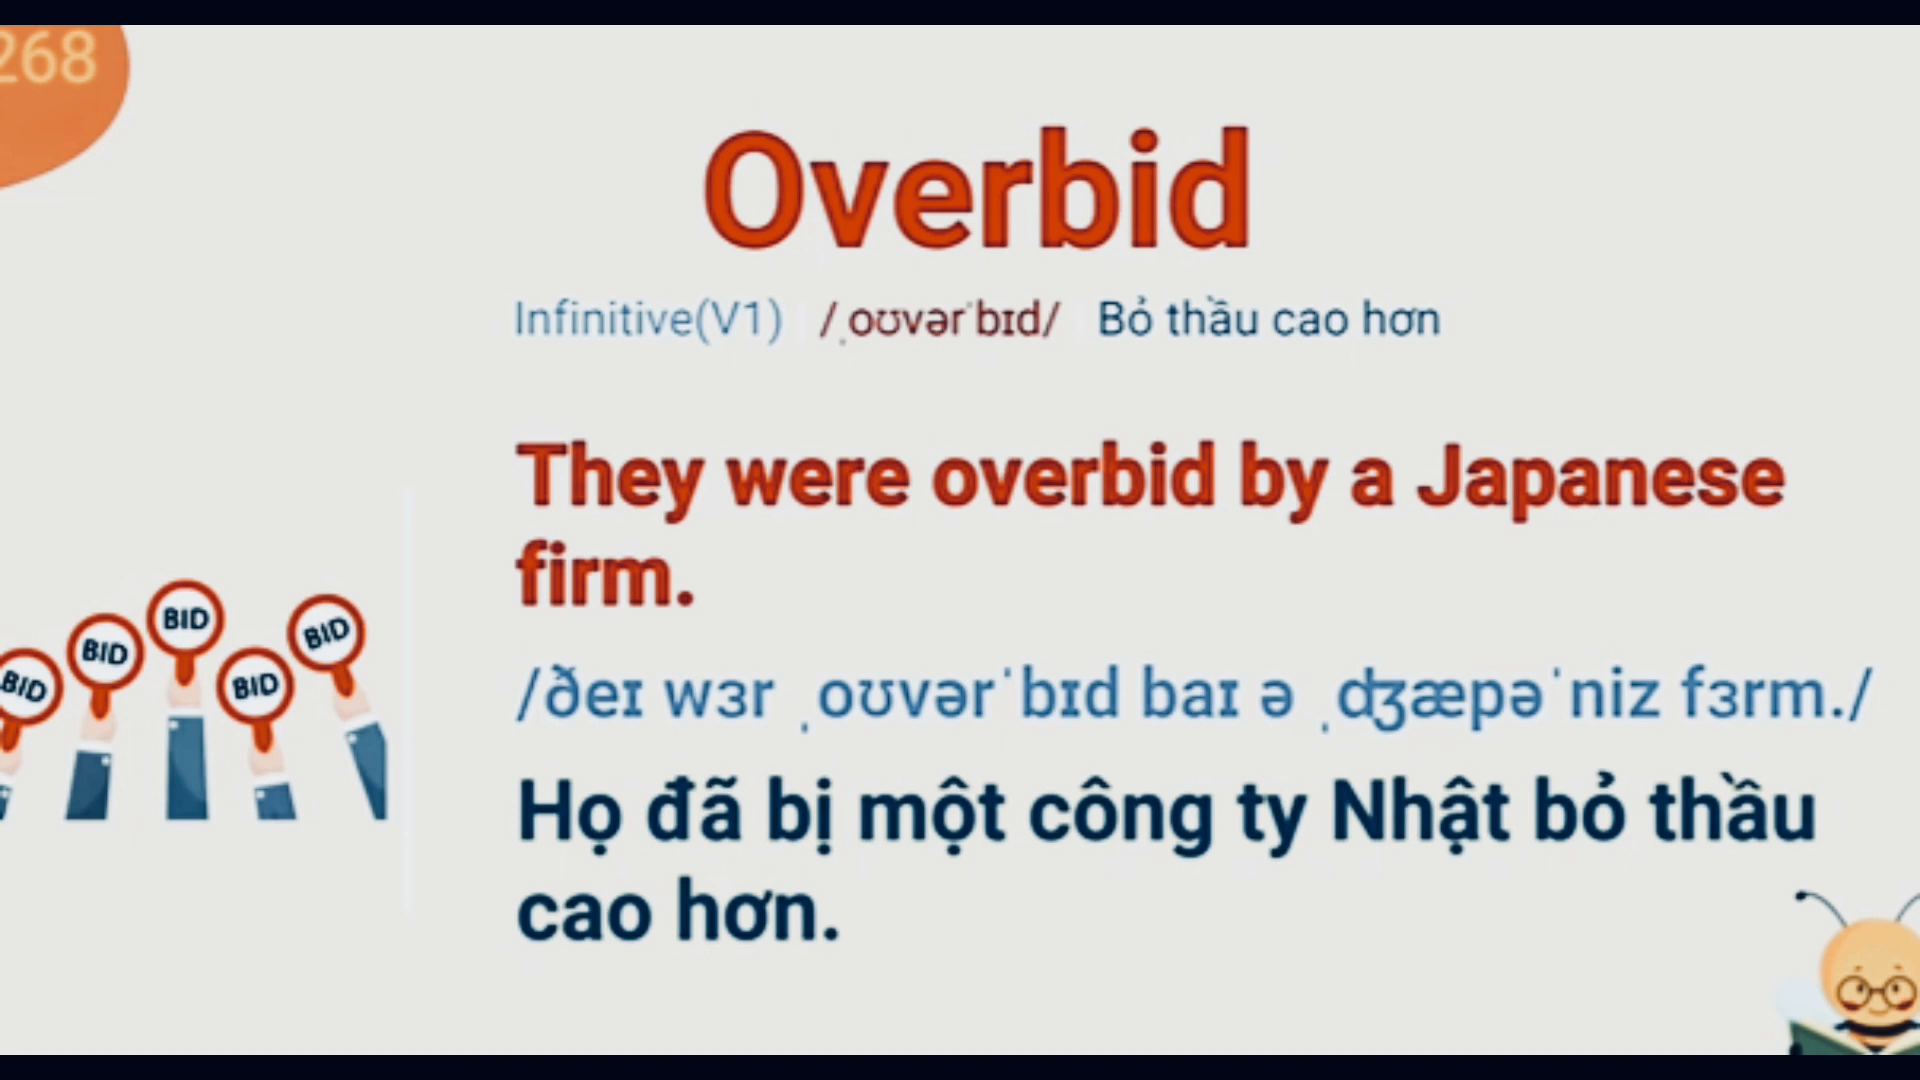 268
Overbid
Infinitive(V1) /ˌoʊvərˈbɪd/ Bỏ thầu cao hơn
They were overbid by a Japanese
firm.
/ðeɪ wɜr ˌoʊvərˈbɪd baɪ ə ˌʤæpəˈniz fɜrm./
Họ đã bị một công ty Nhật bỏ thầu
cao hơn.
BID
BID
BID
BID
BID